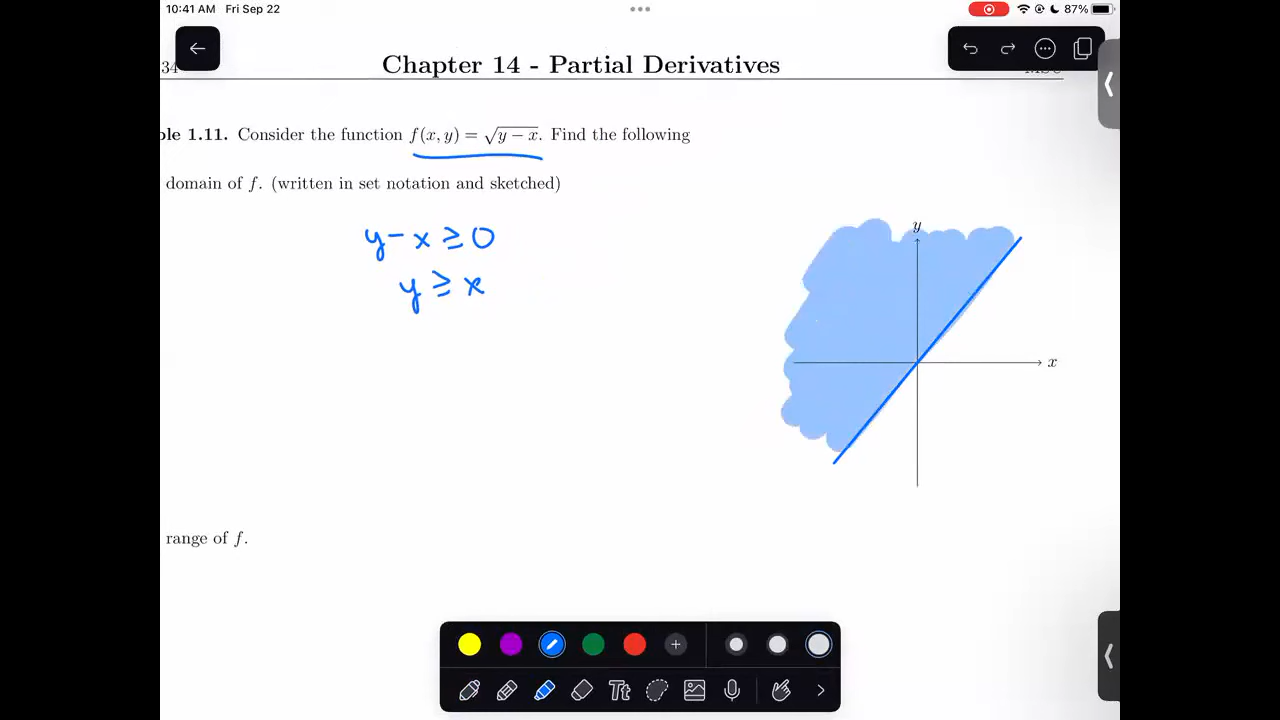 10:41 AM Fri Sep 22
87%
34
Chapter 14 - Partial Derivatives
ple 1.11. Consider the function f(x, y) = √(y − x). Find the following
domain of f. (written in set notation and sketched)
y - x ≥ 0
y ≥ x
y
x
range of f.
Tt